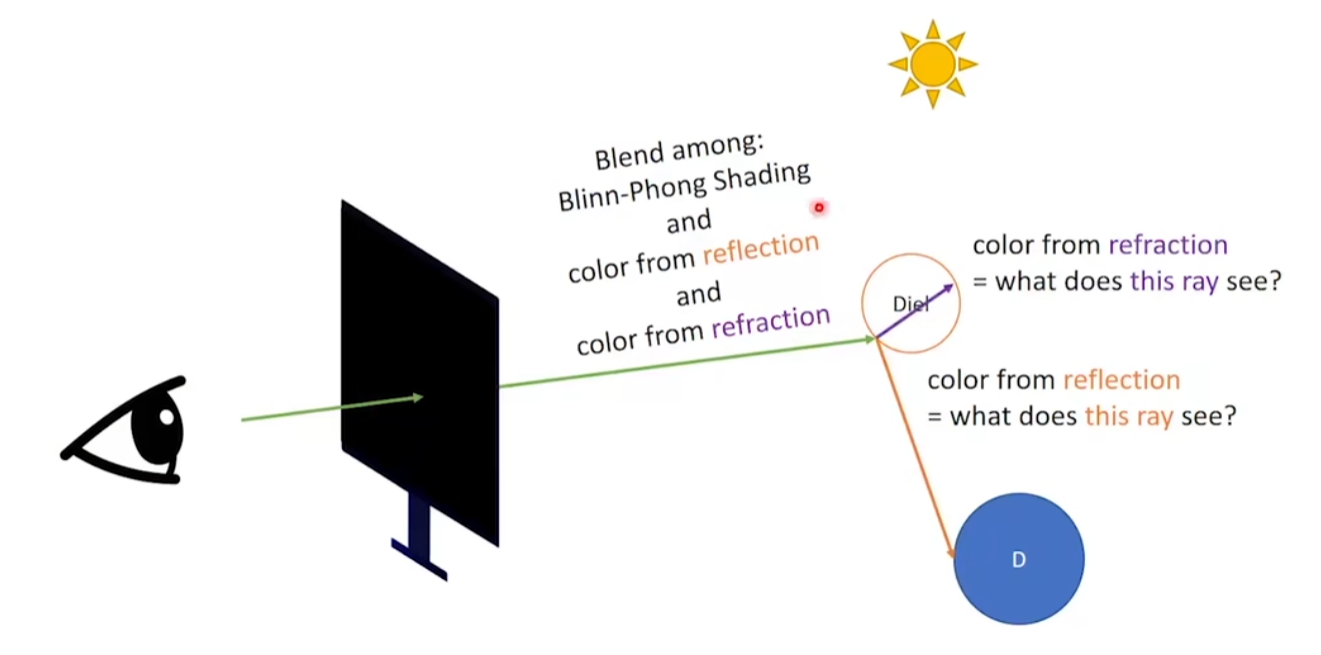 Blend among:
Blinn-Phong Shading
and
color from reflection
and
color from refraction
Diel
color from refraction
= what does this ray see?
color from reflection
= what does this ray see?
D